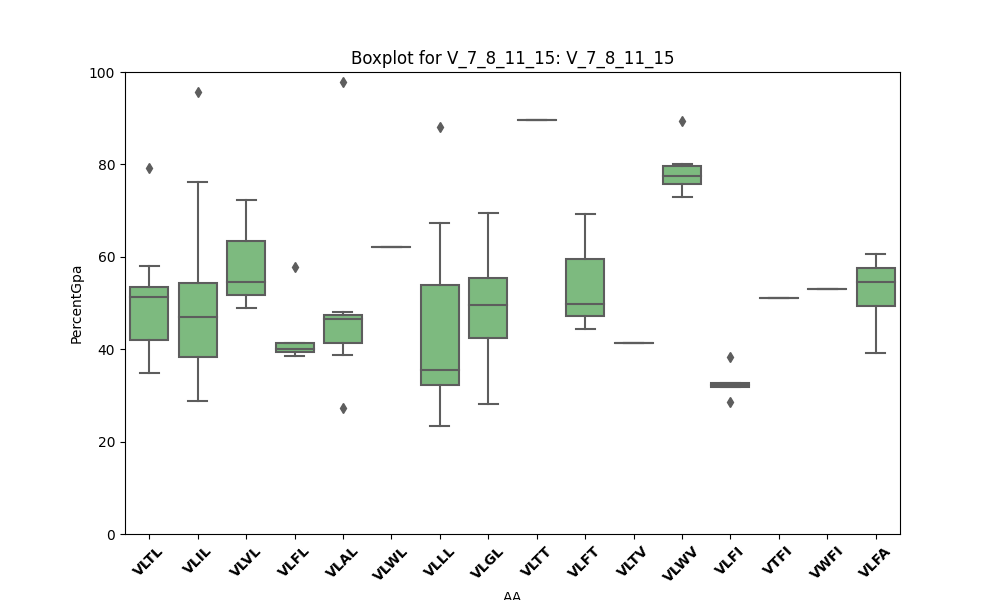 Boxplot for V_7_8_11_15: V_7_8_11_15
100
80
60
40
20
0
PercentGpa
VLTL VLIL VLVL VLFL VLAL VLWL VLLL VLGL VLTT VLFT VLTV VLWV VLFI VTFI VWFI VLFA
AA